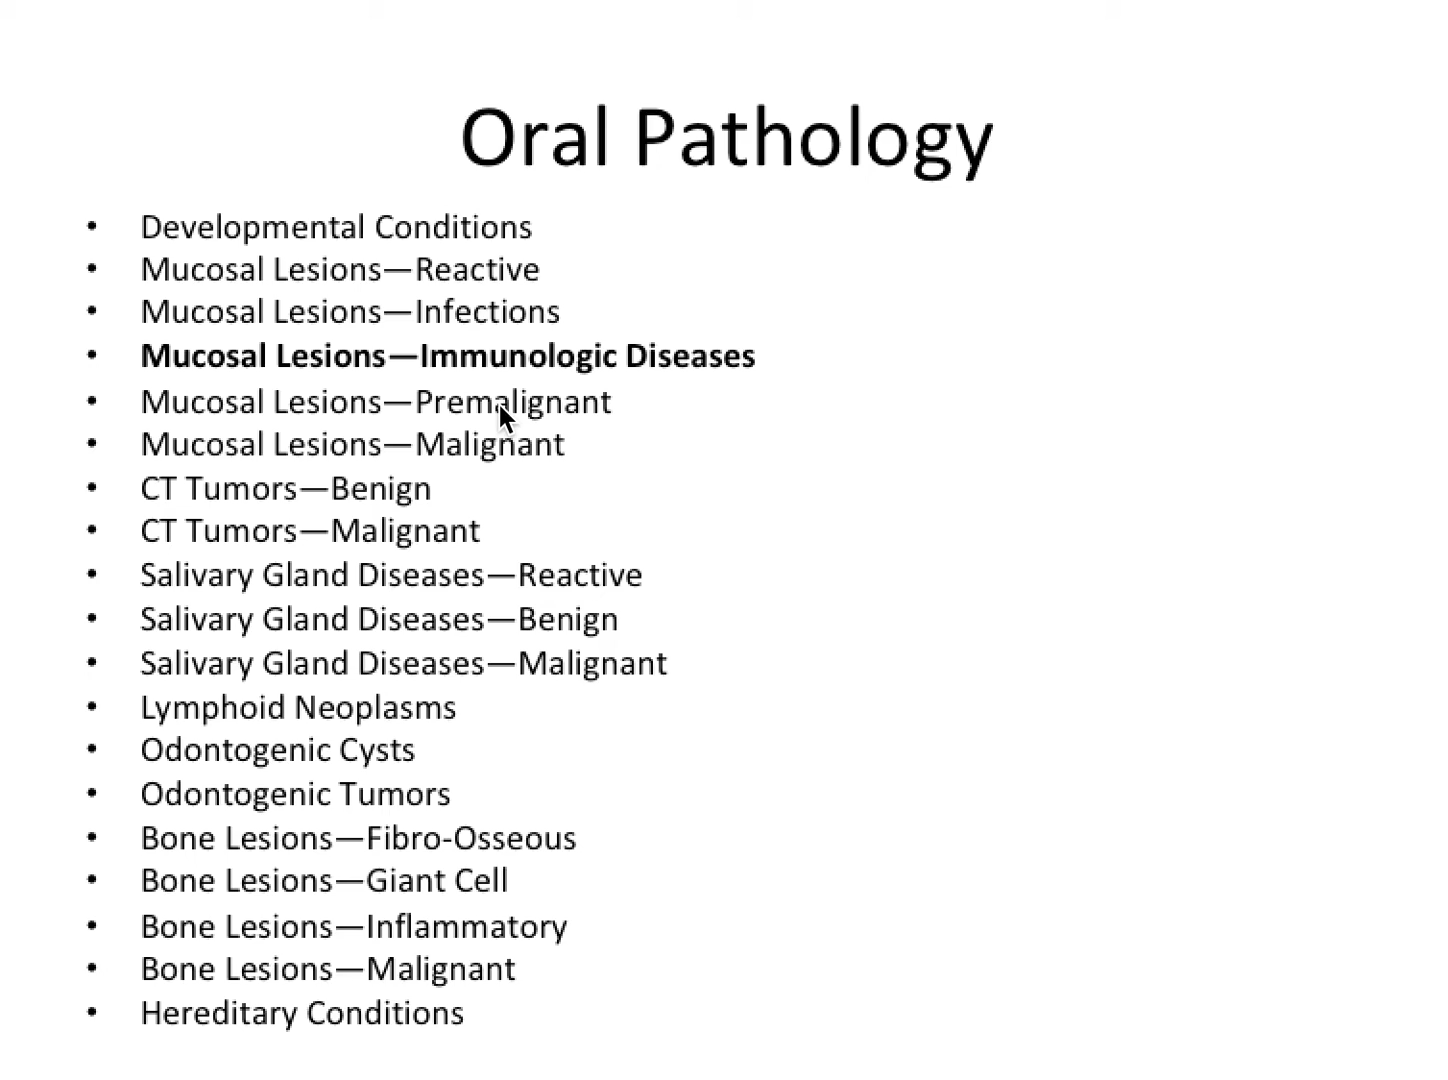 Oral Pathology
• Developmental Conditions
• Mucosal Lesions—Reactive
• Mucosal Lesions—Infections
• Mucosal Lesions—Immunologic Diseases
• Mucosal Lesions—Premalignant
• Mucosal Lesions—Malignant
• CT Tumors—Benign
• CT Tumors—Malignant
• Salivary Gland Diseases—Reactive
• Salivary Gland Diseases—Benign
• Salivary Gland Diseases—Malignant
• Lymphoid Neoplasms
• Odontogenic Cysts
• Odontogenic Tumors
• Bone Lesions—Fibro-Osseous
• Bone Lesions—Giant Cell
• Bone Lesions—Inflammatory
• Bone Lesions—Malignant
• Hereditary Conditions